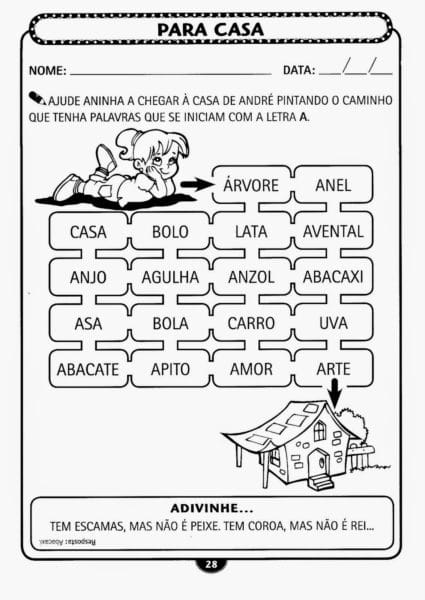 PARA CASA
NOME: DATA: / /
AJUDE ANINHA A CHEGAR À CASA DE ANDRÉ PINTANDO O CAMINHO
QUE TENHA PALAVRAS QUE SE INICIAM COM A LETRA A.
ÁRVORE ANEL
CASA BOLO LATA AVENTAL
ANJO AGULHA ANZOL ABACAXI
ASA BOLA CARRO UVA
ABACATE APITO AMOR ARTE
ADIVINHE...
TEM ESCAMAS, MAS NÃO É PEIXE. TEM COROA, MAS NÃO É REI...
Resposta: Abacaxi.
28